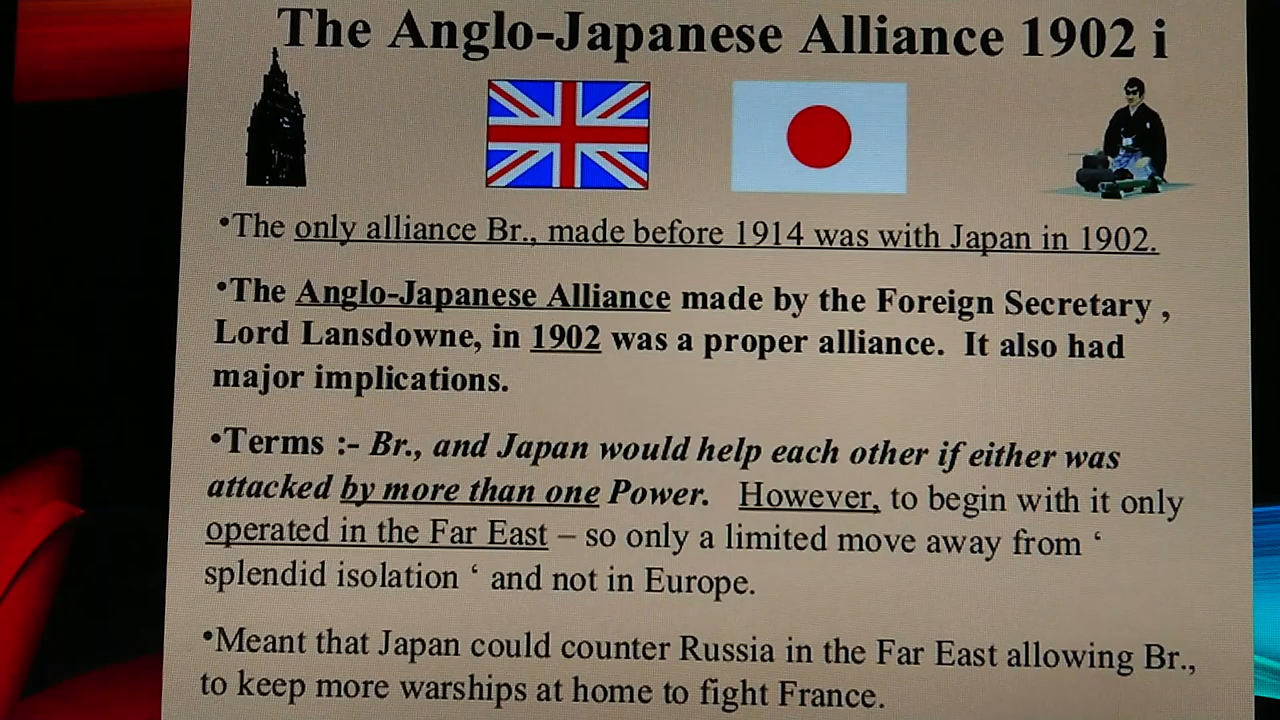 The Anglo-Japanese Alliance 1902 i
•The only alliance Br., made before 1914 was with Japan in 1902.
•The Anglo-Japanese Alliance made by the Foreign Secretary ,
Lord Lansdowne, in 1902 was a proper alliance. It also had
major implications.
•Terms :- Br., and Japan would help each other if either was
attacked by more than one Power. However, to begin with it only
operated in the Far East – so only a limited move away from ‘
splendid isolation ‘ and not in Europe.
•Meant that Japan could counter Russia in the Far East allowing Br.,
to keep more warships at home to fight France.